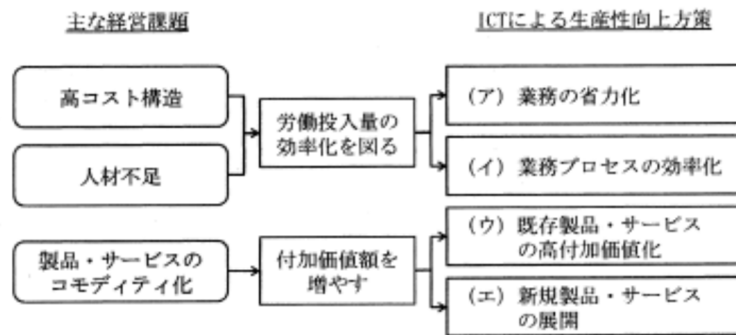 主な経営課題
ICTによる生産性向上方策
高コスト構造
人材不足
労働投入量の
効率化を図る
(ア) 業務の省力化
(イ) 業務プロセスの効率化
製品・サービスの
コモディティ化
付加価値額を
増やす
(ウ) 既存製品・サービス
の高付加価値化
(エ) 新規製品・サービス
の展開